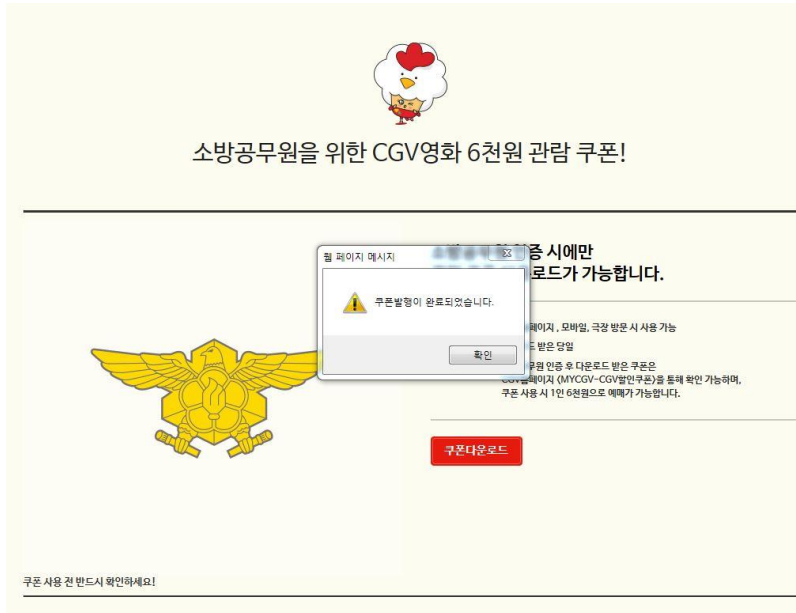 소방공무원을 위한 CGV영화 6천원 관람 쿠폰!
웹 페이지 메시지
쿠폰발행이 완료되었습니다.
확인
증 시에만
로드가 가능합니다.
페이지 , 모바일, 극장 방문 시 사용 가능
받은 당일
인증 후 다운로드 받은 쿠폰은
CGV홈페이지 <MYCGV-CGV할인쿠폰>을 통해 확인 가능하며,
쿠폰 사용 시 1인 6천원으로 예매가 가능합니다.
쿠폰다운로드
쿠폰 사용 전 반드시 확인하세요!